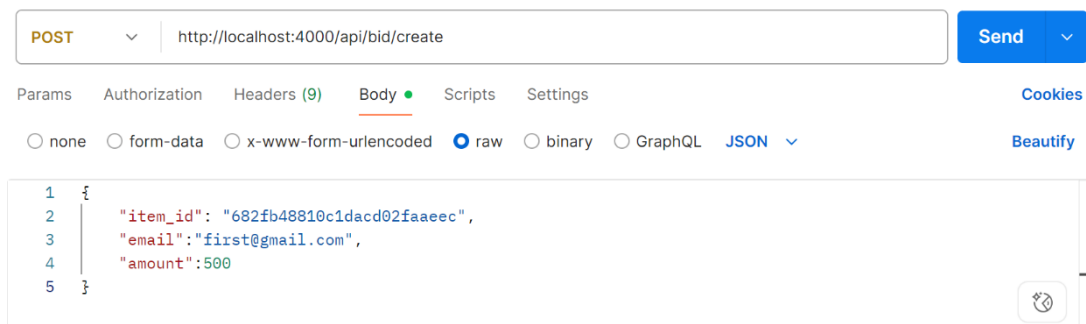 POST http://localhost:4000/api/bid/create Send
Params Authorization Headers (9) Body Scripts Settings Cookies
none form-data x-www-form-urlencoded raw binary GraphQL JSON Beautify
1 {
2 "item_id": "682fb48810c1dacd02faaeec",
3 "email":"first@gmail.com",
4 "amount":500
5 }